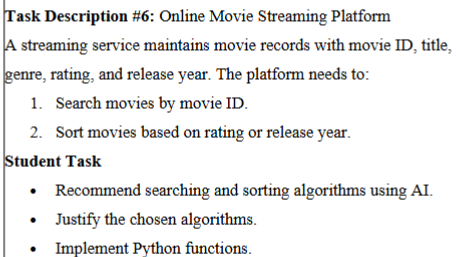 Task Description #6: Online Movie Streaming Platform
A streaming service maintains movie records with movie ID, title,
genre, rating, and release year. The platform needs to:
1. Search movies by movie ID.
2. Sort movies based on rating or release year.
Student Task
• Recommend searching and sorting algorithms using AI.
• Justify the chosen algorithms.
• Implement Python functions.